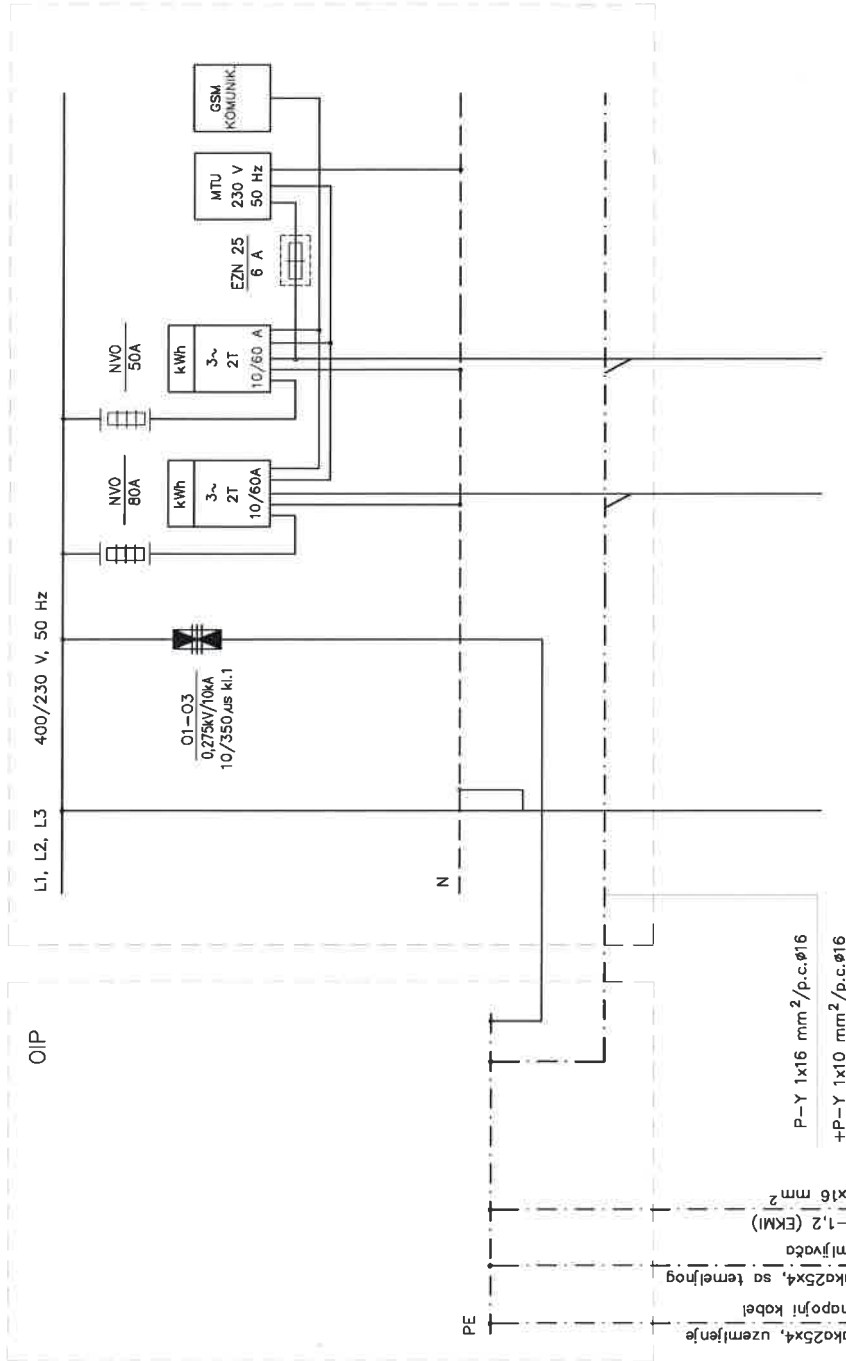 OIP
L1, L2, L3
400/230 V, 50 Hz
O1-O3
0,275kV/10kA
10/350 µs kl.1
NVO
80A
NVO
50A
kWh
3~
2T
10/60A
kWh
3~
2T
10/60 A
EZN 25
6 A
MTU
230 V
50 Hz
GSM
KOMUNIK.
N
PE
P-Y 1x16 mm²/p.c.ø16
+P-Y 1x10 mm²/p.c.ø16
x16 mm²
-1,2 (EKMI)
sa temeljnog
uzemljenje
napojni kabel